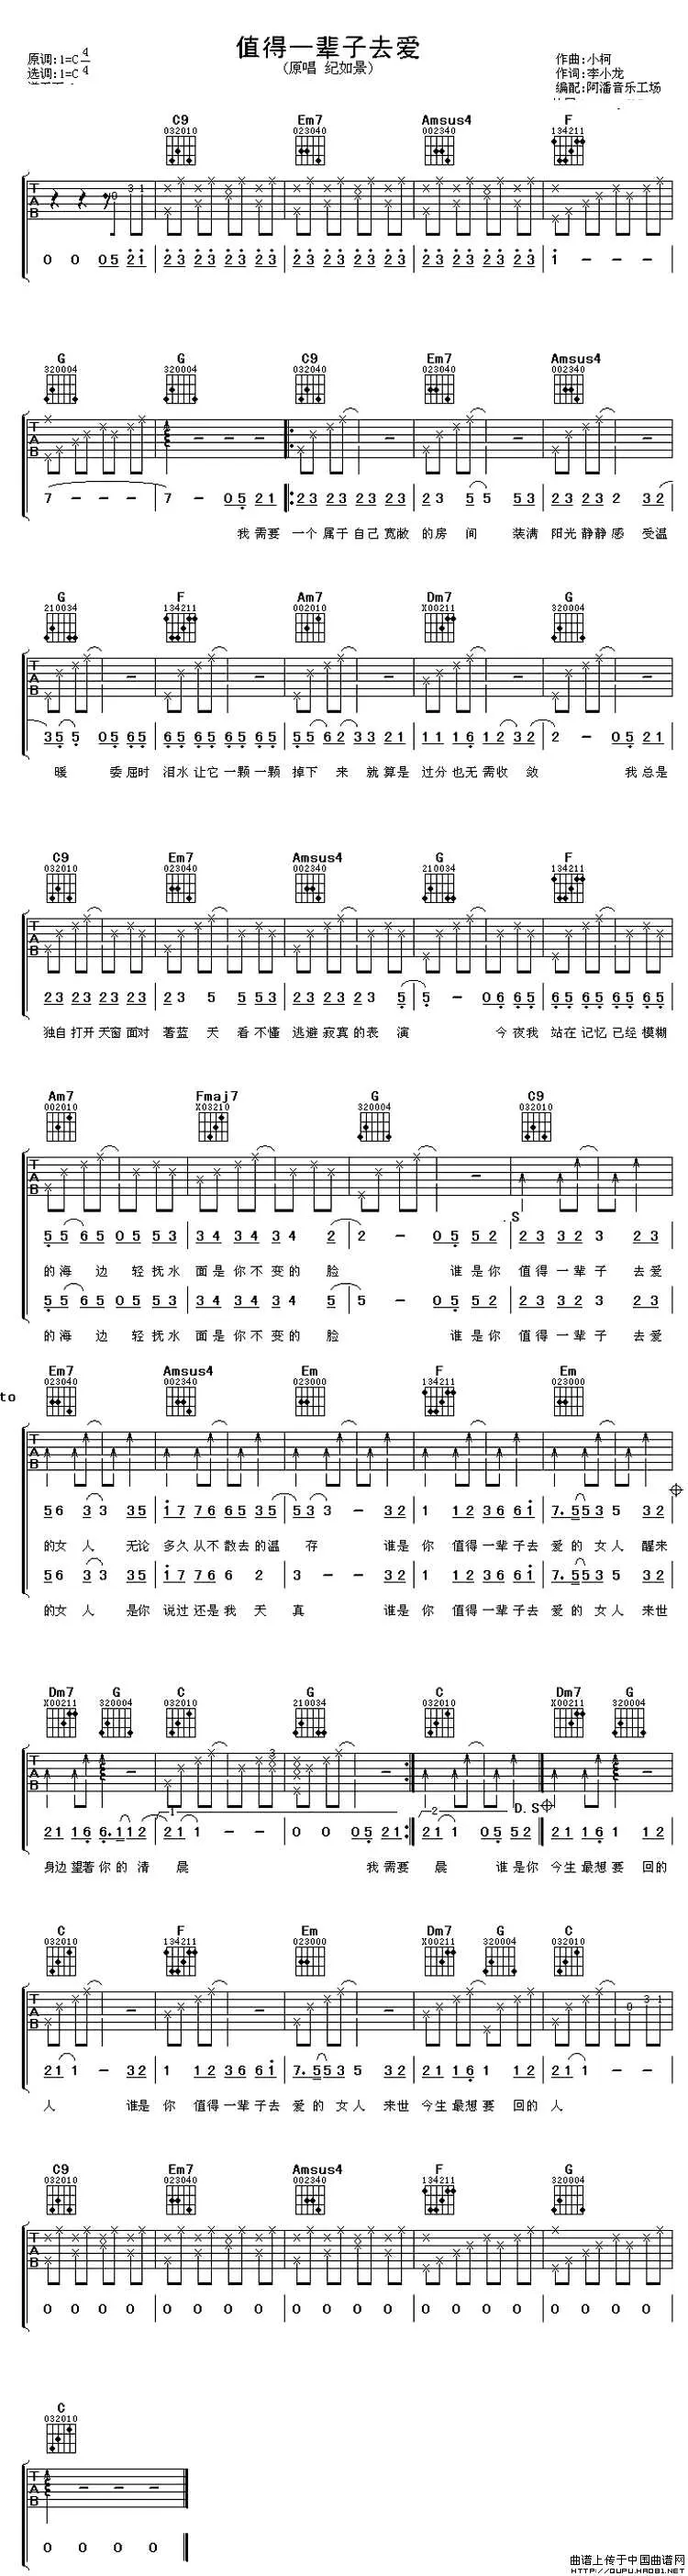 值得一辈子去爱
(原唱 纪如景)
原调:1=C 4/4
选调:1=C 4/4
作曲:小柯
作词:李小龙
编配:阿潘音乐工场
C9 Em7 Amsus4 F
032010 023040 002340 134211
T A B 0 3 1
0 0 05 21 23 23 23 23 23 23 23 23 23 23 23 23 1 - - -
G G C9 Em7 Amsus4
320004 320004 032040 023040 002340
T A B
7 - - - 7 - 05 21 23 23 23 23 23 5 5 53 23 23 2 32
我需要 一个 属于 自己 宽敞 的房 间 装满 阳光 静静 感 受温
G F Am7 Dm7 G
210034 134211 002010 X00211 320004
T A B
35 5 05 65 65 65 65 65 55 62 33 21 11 16 12 32 2 - 05 21
暖 委 屈时 泪水 让它 一颗 一颗 掉下 来 就 算是 过分 也无 需收 敛 我 总是
C9 Em7 Amsus4 G F
032010 023040 002340 210034 134211
T A B
23 23 23 23 23 5 5 53 23 23 23 5 5 - 06 65 65 65 65 65
独自 打开 天窗 面对 著蓝 天 看 不懂 逃避 寂寞 的表 演 今 夜我 站在 记忆 已经 模糊
Am7 Fmaj7 G C9
002010 X03210 320004 032010
T A B
S
55 65 05 53 34 34 34 2 2 - 05 52 23 32 3 23
的海 边 轻 抚水 面是 你不 变的 脸 谁 是你 值得 一辈 子 去爱
55 65 05 53 34 34 34 5 5 - 05 52 23 32 3 23
的海 边 轻 抚水 面是 你不 变的 脸 谁 是你 值得 一辈 子 去爱
to
Em7 Amsus4 Em F Em
023040 002340 023000 134211 023000
T A B
56 33 3 35 17 76 65 35 53 3 - 32 1 12 36 61 7.553 5 32
的女 人 无论 多久 从不 散去 的温 存 谁是 你 值得 一辈 子去 爱 的 女 人 醒来
56 33 3 35 17 76 6 2 3 - - 32 1 12 36 61 7.553 5 32
的女 人 是你 说过 还是 我 天 真 谁是 你 值得 一辈 子去 爱 的 女 人 来世
Dm7 G C G C Dm7 G
X00211 320004 032010 210034 032010 X00211 320004
T A B 3
1 2 D.S
21 16 6.112 21 1 - - 0 0 05 21 21 1 05 52 21 16 1 12
身边 望著 你 的 清 晨 我 需要 晨 谁 是你 今生 最想 要 回的
C F Em Dm7 G C
032010 134211 023000 X00211 320004 032010
T A B 0 3 1
21 1 - 32 1 12 36 61 7.553 5 32 21 16 1 12 21 1 - -
人 谁是 你 值得 一辈 子去 爱 的 女 人 来世 今生 最想 要 回的 人
C9 Em7 Amsus4 F G
032010 023040 002340 134211 320004
T A B
0 0 0 0 0 0 0 0 0 0 0 0 0 0 0 0 0 0 0 0
C
032010
T A B
0 0 0 0
曲谱上传于中国曲谱网
HTTP://QUPU.HAO81.NET